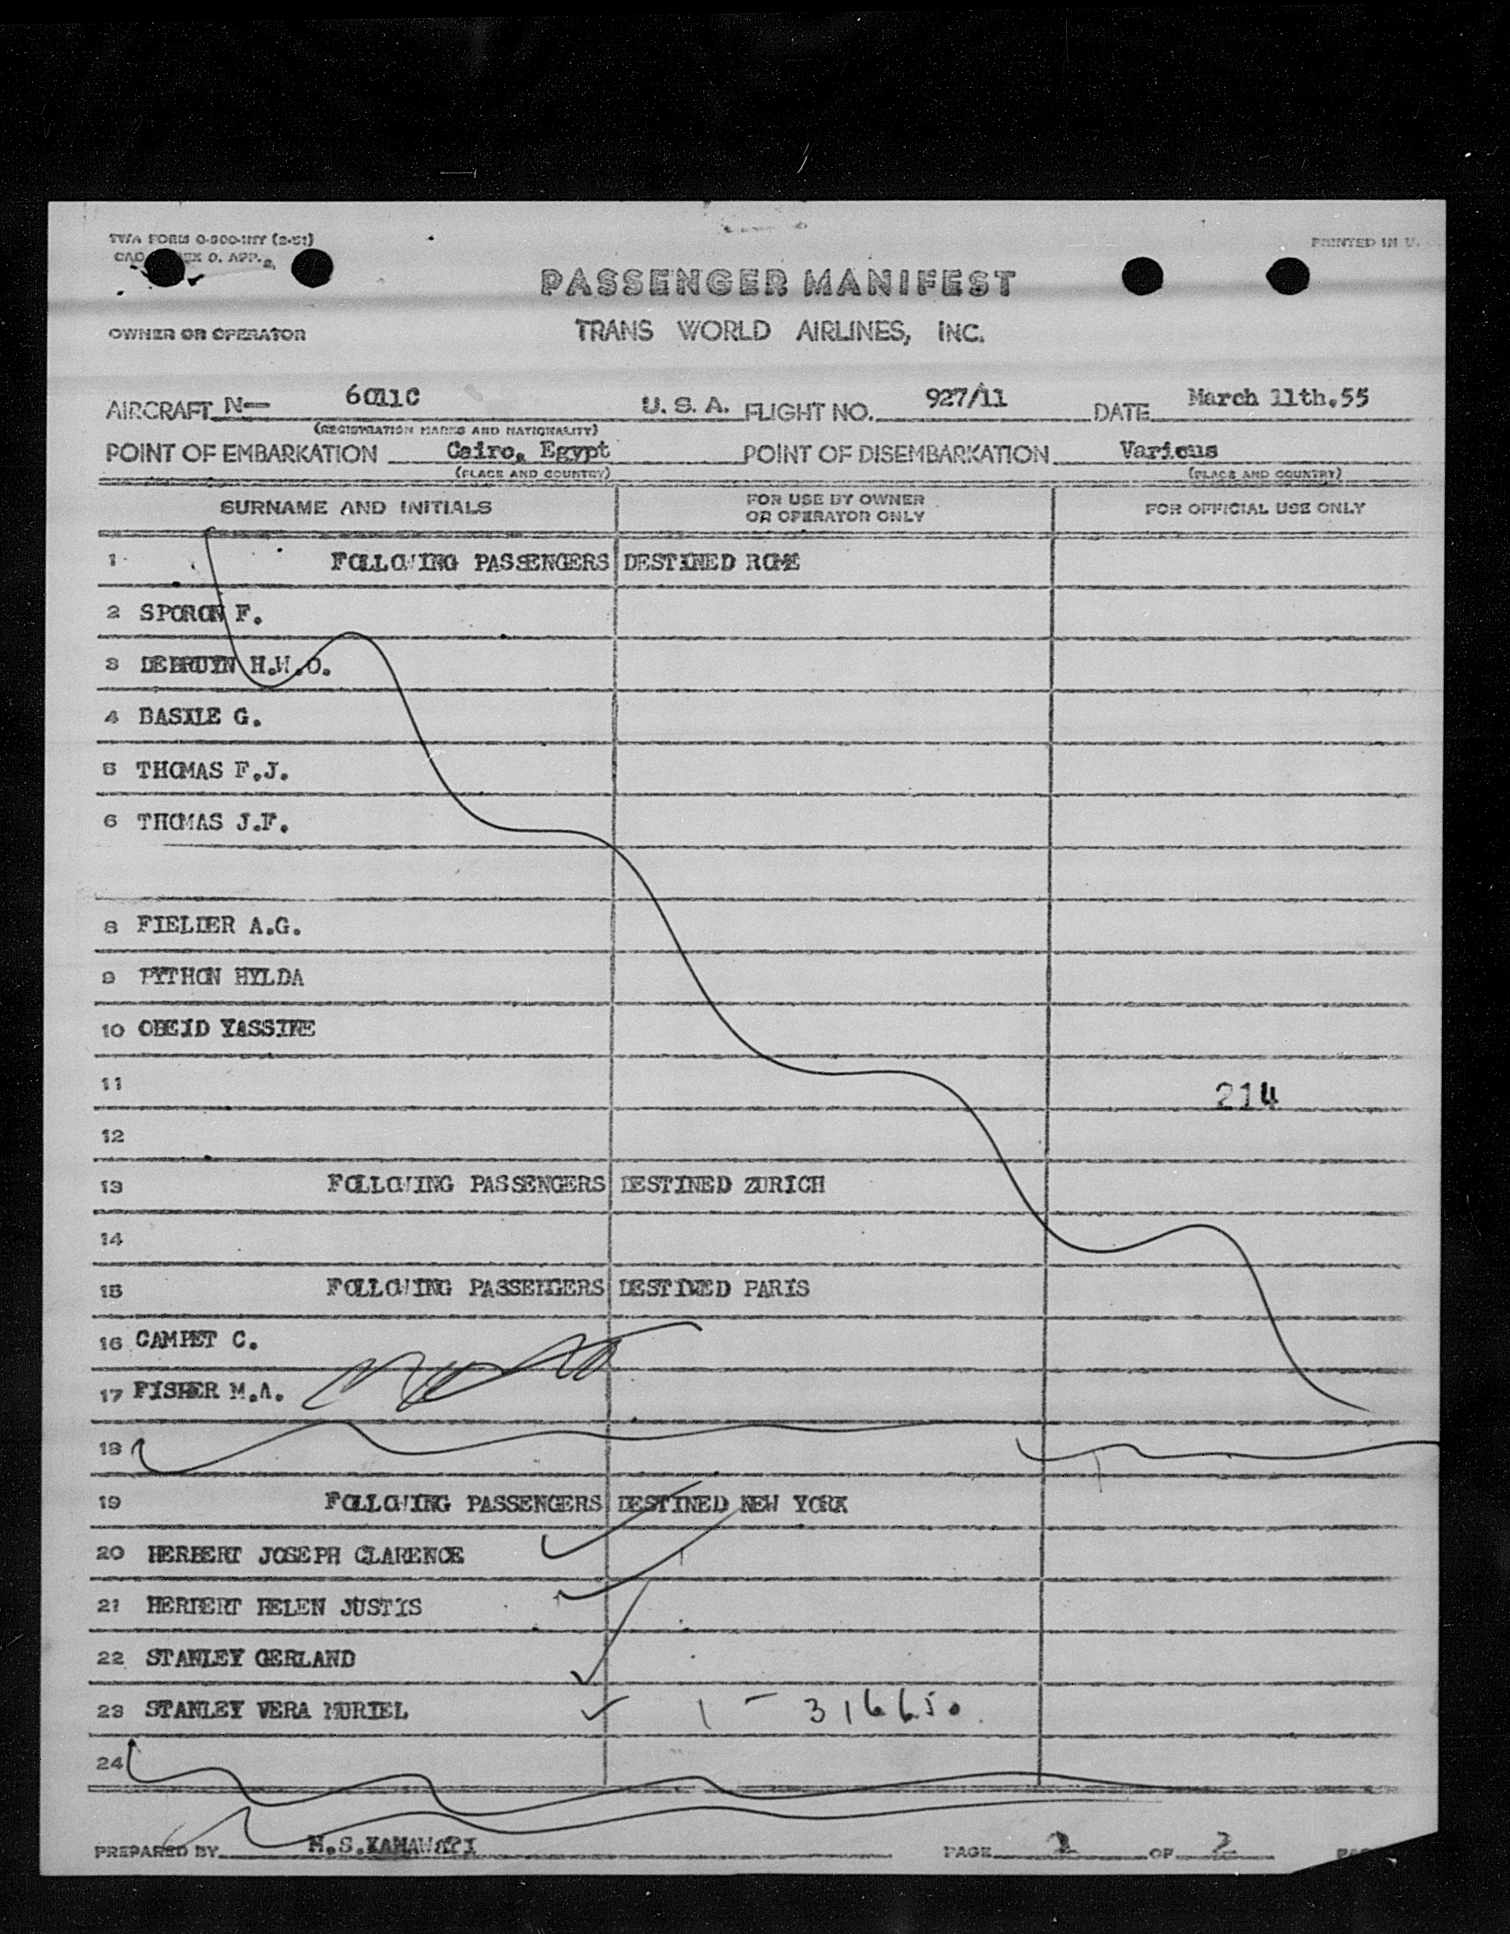 TWA FORM O-300-INT (2-51)
PRINTED IN U.
O. APP.
PASSENGER MANIFEST
OWNER OR OPERATOR
TRANS WORLD AIRLINES, INC.
AIRCRAFT N— 6011C U. S. A. FLIGHT NO. 927/11 DATE March 11th.55
(REGISTRATION MARKS AND NATIONALITY)
POINT OF EMBARKATION Cairo, Egypt POINT OF DISEMBARKATION Various
(PLACE AND COUNTRY) (PLACE AND COUNTRY)
SURNAME AND INITIALS FOR USE BY OWNER OR OPERATOR ONLY FOR OFFICIAL USE ONLY
1 FOLLOWING PASSENGERS DESTINED ROME
2 SPORON F.
3 DEBRUYN H.W.O.
4 BASILE G.
5 THOMAS F.J.
6 THOMAS J.F.
8 FIELDER A.G.
9 PYTHON HYLDA
10 OBEID YASSINE
11 214
12
13 FOLLOWING PASSENGERS DESTINED ZURICH
14
15 FOLLOWING PASSENGERS DESTINED PARIS
16 CAMPET C.
17 FISHER M.A.
18
19 FOLLOWING PASSENGERS DESTINED NEW YORK
20 HERBERT JOSEPH CLARENCE
21 HERBERT HELEN JUSTIS
22 STANLEY GERLAND
23 STANLEY VERA MURIEL 1 – 316650
24
PREPARED BY PAGE 2 OF 2